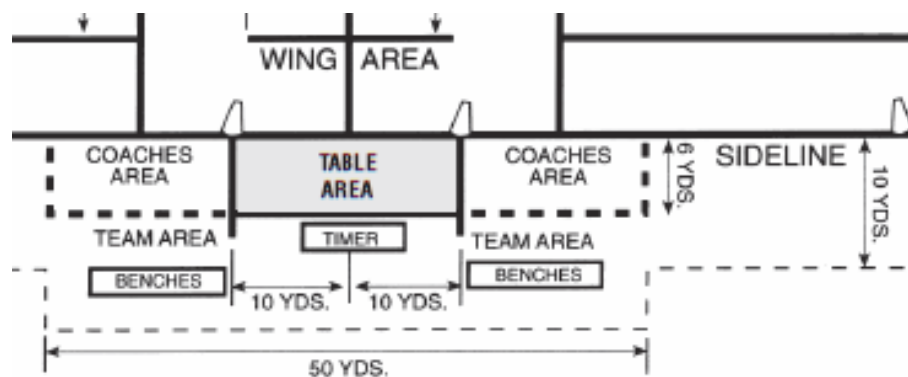 WING AREA
COACHES
AREA
TABLE
AREA
COACHES
AREA
6 YDS.
SIDELINE
10 YDS.
TEAM AREA
TIMER
TEAM AREA
BENCHES
BENCHES
10 YDS.
10 YDS.
50 YDS.